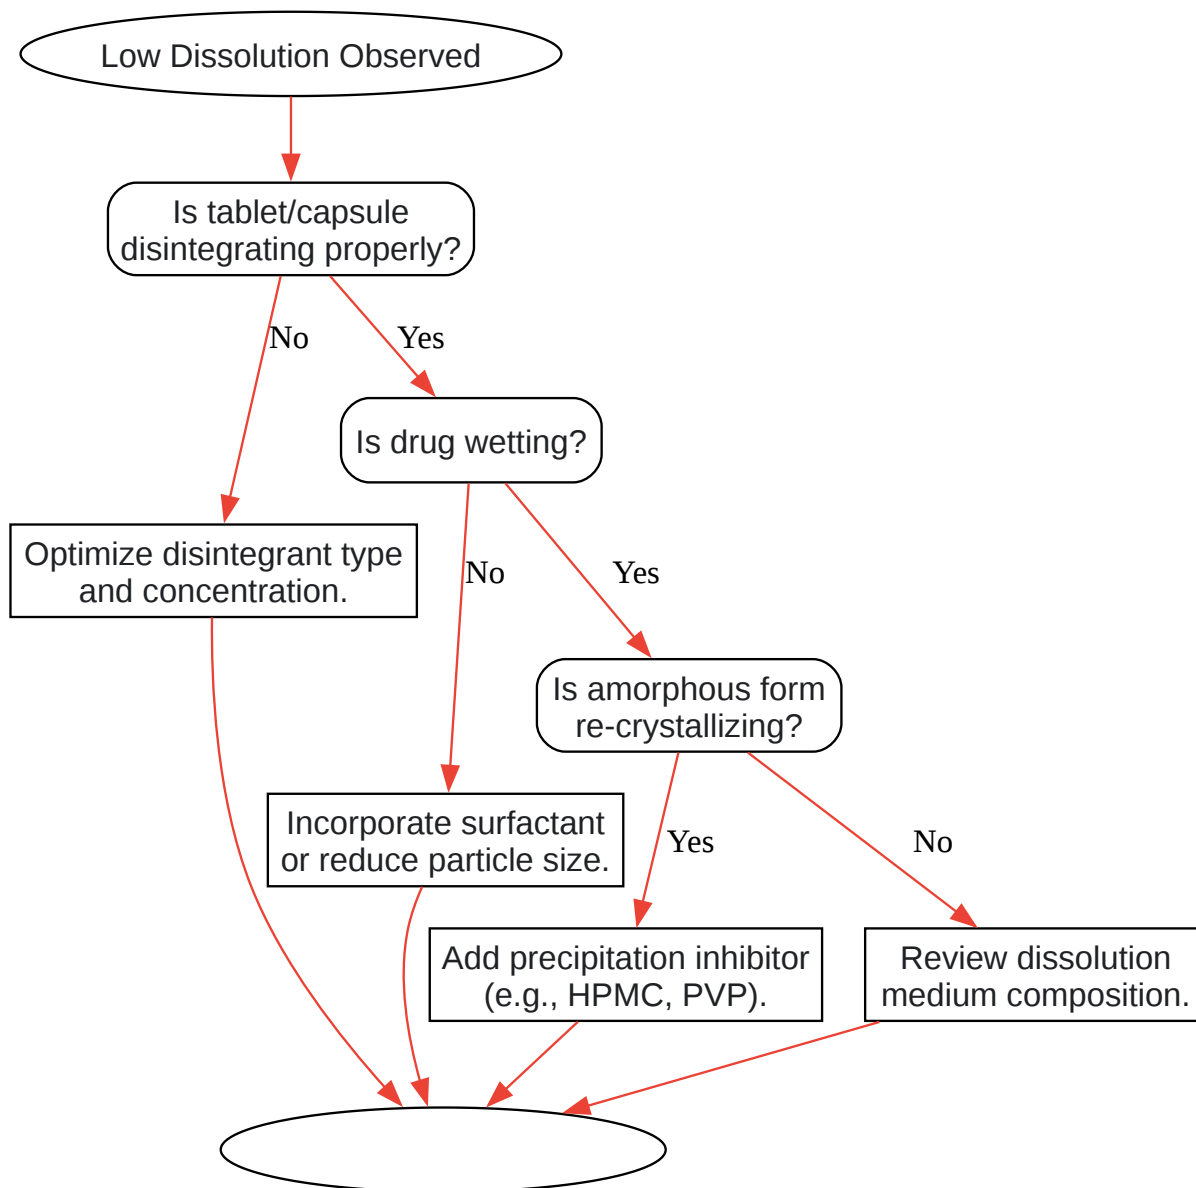 Low Dissolution Observed
Is tablet/capsule
disintegrating properly?
No
Yes
Is drug wetting?
Optimize disintegrant type
and concentration.
No
Yes
Is amorphous form
re-crystallizing?
Incorporate surfactant
or reduce particle size.
Yes
No
Add precipitation inhibitor
(e.g., HPMC, PVP).
Review dissolution
medium composition.